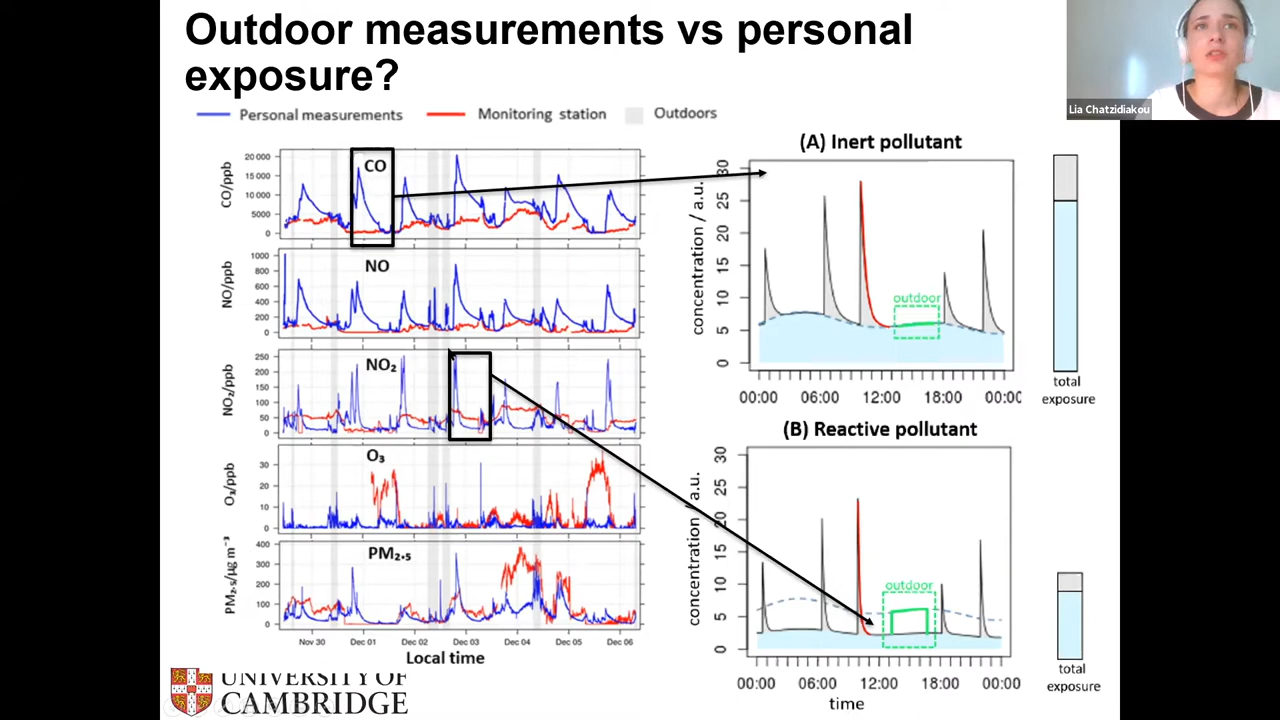 Outdoor measurements vs personal
exposure?
Lia Chatzidiakou
Personal measurements
Monitoring station
Outdoors
CO/ppb
20 000
15 000
10 000
5000
0
CO
NO/ppb
1000
800
600
400
200
0
NO
NO₂/ppb
250
200
150
100
50
0
NO₂
O₃/ppb
30
20
10
0
O₃
PM₂.₅/µg m⁻³
400
300
200
100
0
PM₂.₅
Nov 30
Dec 01
Dec 02
Dec 03
Dec 04
Dec 05
Dec 06
Local time
(A) Inert pollutant
concentration / a.u.
30
25
20
15
10
5
0
outdoor
00:00
06:00
12:00
18:00
00:00
total
exposure
(B) Reactive pollutant
concentration a.u.
30
25
20
15
10
5
0
outdoor
00:00
06:00
12:00
18:00
00:00
time
total
exposure
UNIVERSITY OF
CAMBRIDGE